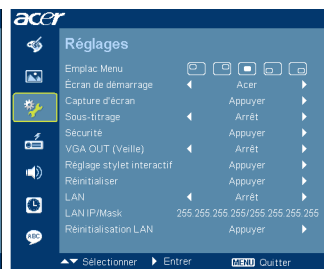 acer
Réglages
Emplac Menu
Écran de démarrage Acer
Capture d'écran Appuyer
Sous-titrage Arrêt
Sécurité Appuyer
VGA OUT (Veille) Arrêt
Réglage stylet interactif Appuyer
Réinitialiser Appuyer
LAN Arrêt
LAN IP/Mask 255.255.255.255/255.255.255.255
Réinitialisation LAN Appuyer
ABC
Sélectionner Entrer MENU Quitter